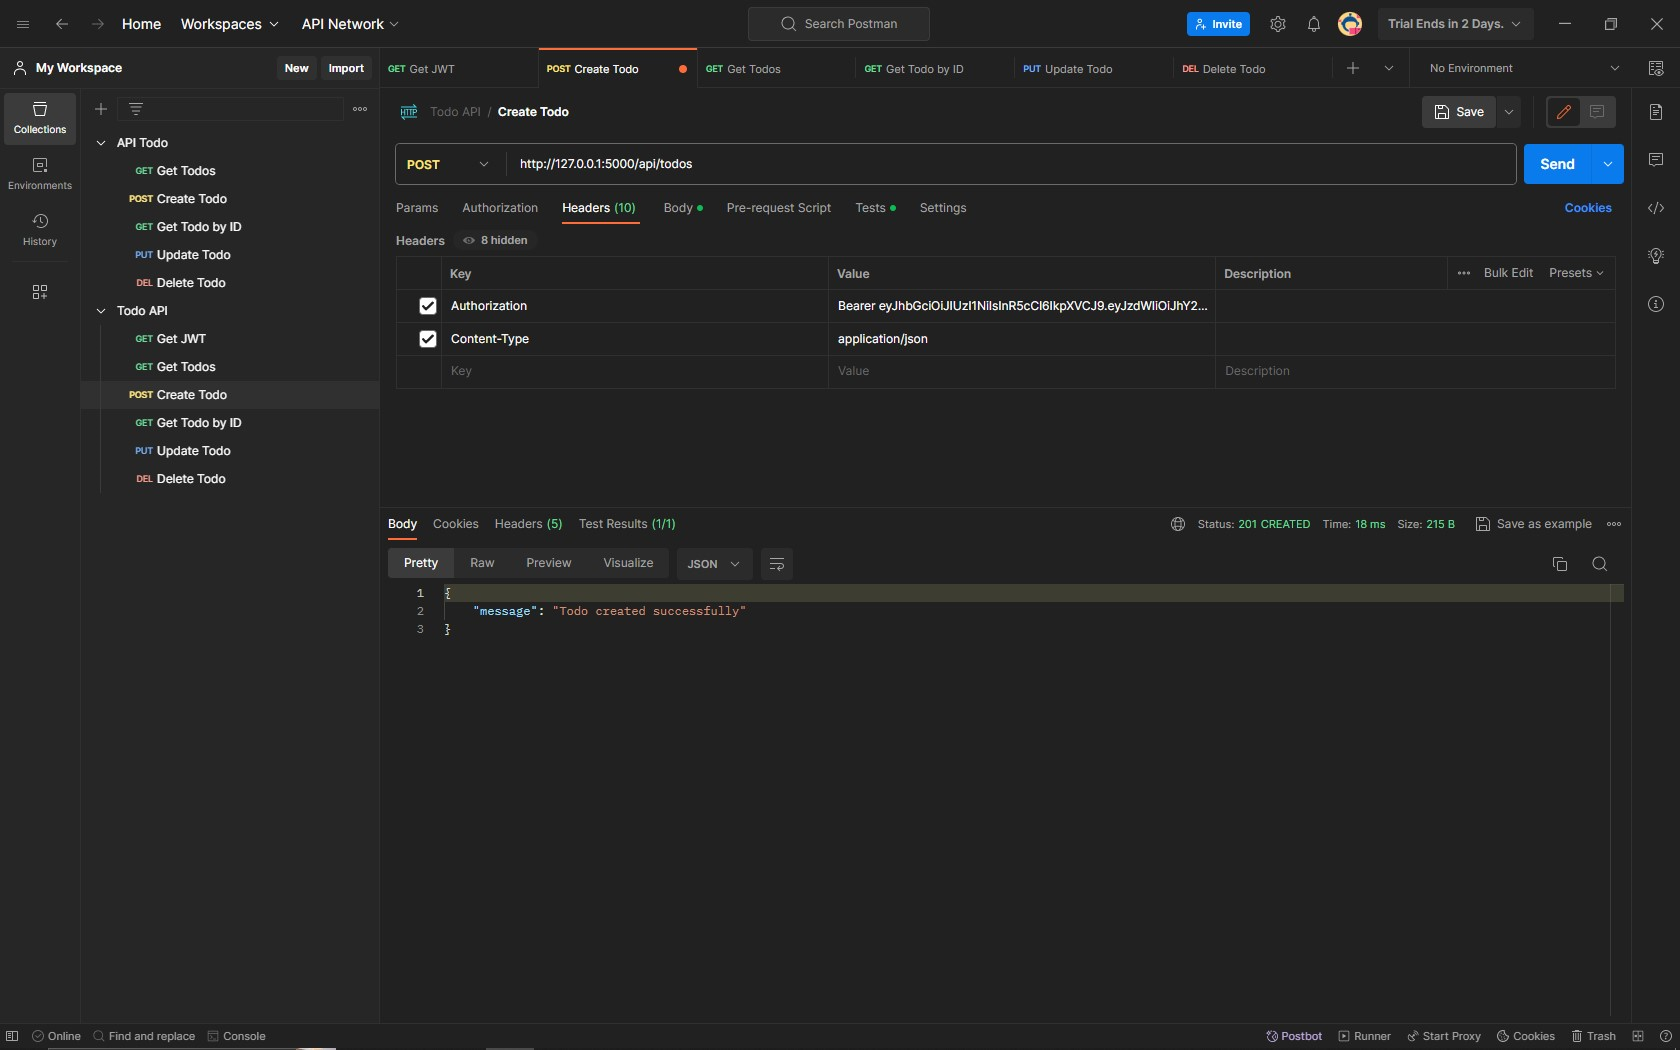 Home Workspaces API Network Search Postman Invite Trial Ends in 2 Days.
My Workspace New Import GET Get JWT POST Create Todo GET Get Todos GET Get Todo by ID PUT Update Todo DEL Delete Todo No Environment
Collections
Environments
History
API Todo
GET Get Todos
POST Create Todo
GET Get Todo by ID
PUT Update Todo
DEL Delete Todo
Todo API
GET Get JWT
GET Get Todos
POST Create Todo
GET Get Todo by ID
PUT Update Todo
DEL Delete Todo
HTTP Todo API / Create Todo Save
POST http://127.0.0.1:5000/api/todos Send
Params Authorization Headers (10) Body Pre-request Script Tests Settings Cookies
Headers 8 hidden
Key Value Description Bulk Edit Presets
Authorization Bearer eyJhbGciOiJIUzI1NiIsInR5cCI6IkpXVCJ9.eyJzdWIiOiJhY2...
Content-Type application/json
Key Value Description
Body Cookies Headers (5) Test Results (1/1) Status: 201 CREATED Time: 18 ms Size: 215 B Save as example
Pretty Raw Preview Visualize JSON
1 {
2 "message": "Todo created successfully"
3 }
Online Find and replace Console Postbot Runner Start Proxy Cookies Trash